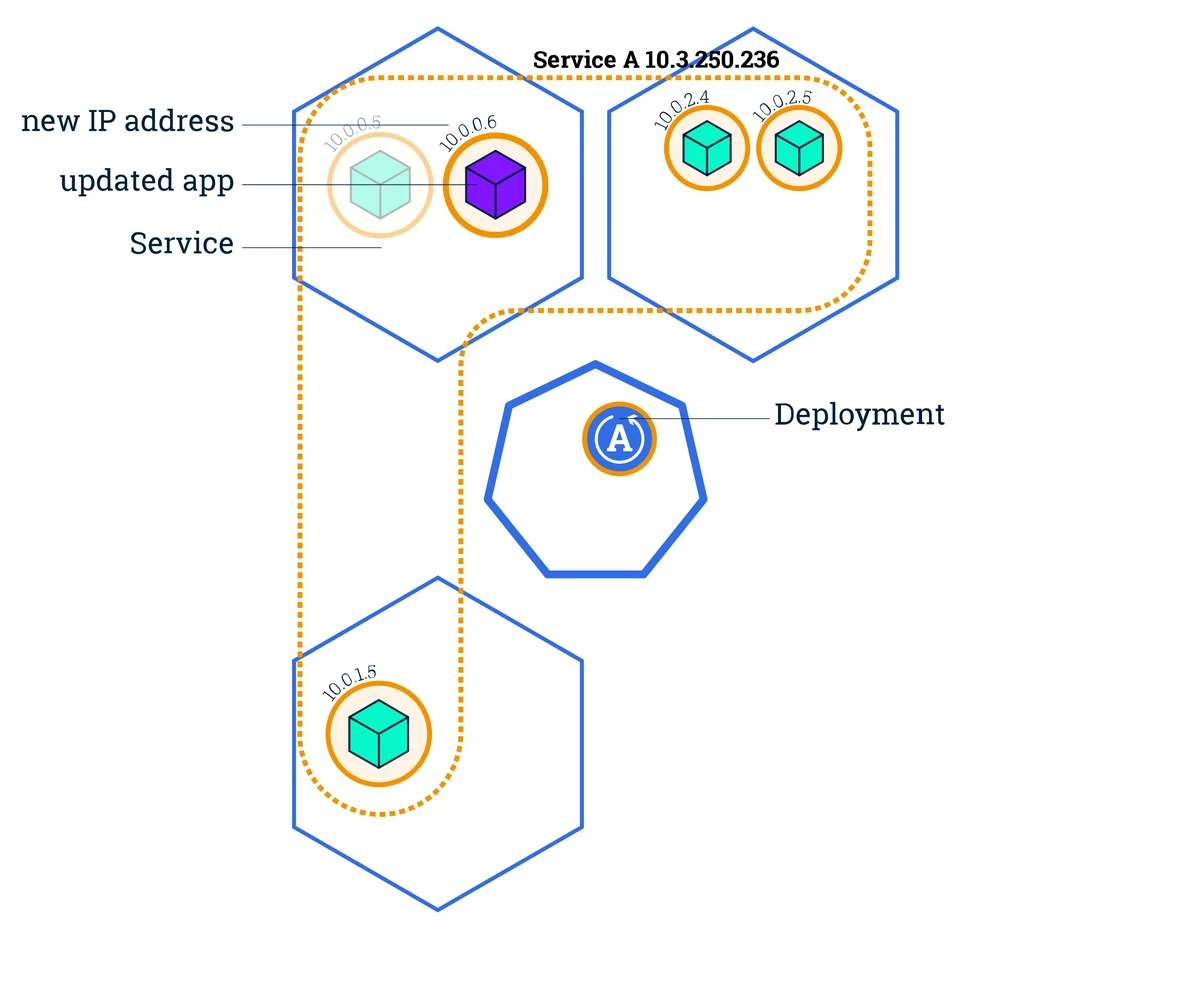 Service A 10.3.250.236
new IP address
10.0.0.5
10.0.0.6
10.0.2.4
10.0.2.5
updated app
Service
Deployment
A
10.0.1.5